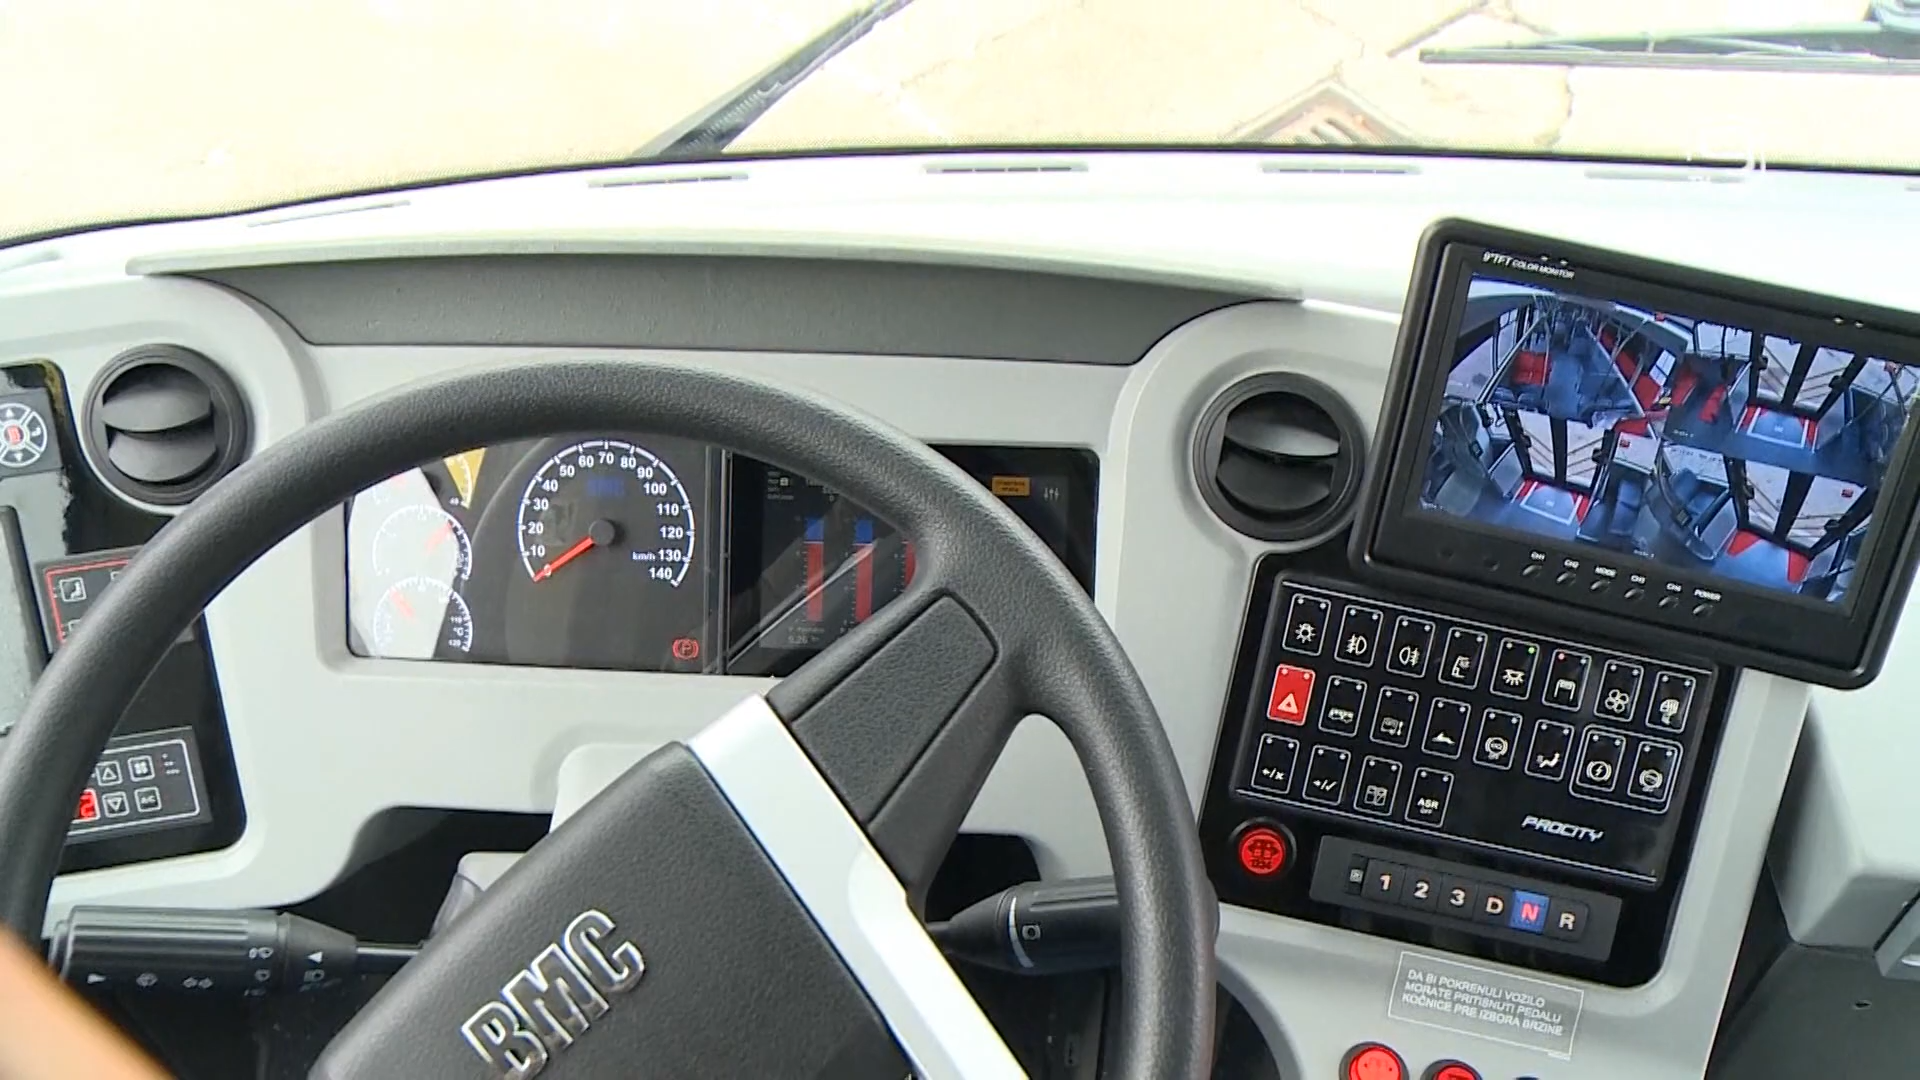 9"TFT COLOR MONITOR
CH1 CH2 MODE CH3 CH4 POWER
10
20
30
40
50
60
70
80
90
100
110
120
km/h 130
140
P
°C
120
A/C
ASR
OFF
PROCITY
1 2 3 D N R
BMC
DA BI POKRENULI VOZILO
MORATE PRITISNUTI PEDALU
KOČNICE PRE IZBORA BRZINE